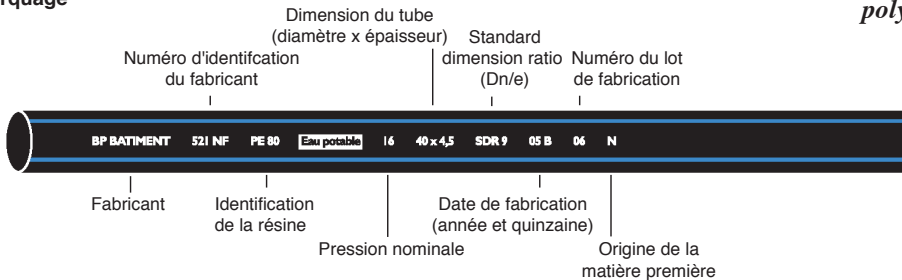 rquage
poly
Dimension du tube
(diamètre x épaisseur)
Standard
dimension ratio
(Dn/e)
Numéro d'identifcation
du fabricant
Numéro du lot
de fabrication
BP BATIMENT 521 NF PE 80 Eau potable 16 40 x 4,5 SDR 9 05 B 06 N
Fabricant
Identification
de la résine
Date de fabrication
(année et quinzaine)
Pression nominale
Origine de la
matière première